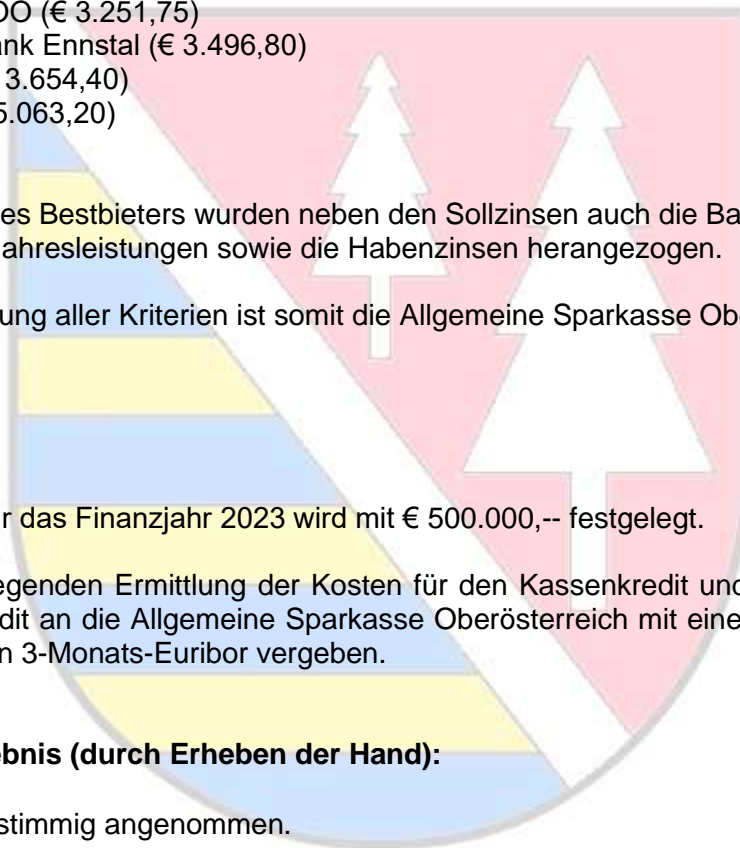 OO (€ 3.251,75)
ank Ennstal (€ 3.496,80)
3.654,40)
5.063,20)
es Bestbieters wurden neben den Sollzinsen auch die Ba
ahresleistungen sowie die Habenzinsen herangezogen.
ung aller Kriterien ist somit die Allgemeine Sparkasse Ob
r das Finanzjahr 2023 wird mit € 500.000,-- festgelegt.
egenden Ermittlung der Kosten für den Kassenkredit und
dit an die Allgemeine Sparkasse Oberösterreich mit eine
n 3-Monats-Euribor vergeben.
ebnis (durch Erheben der Hand):
stimmig angenommen.